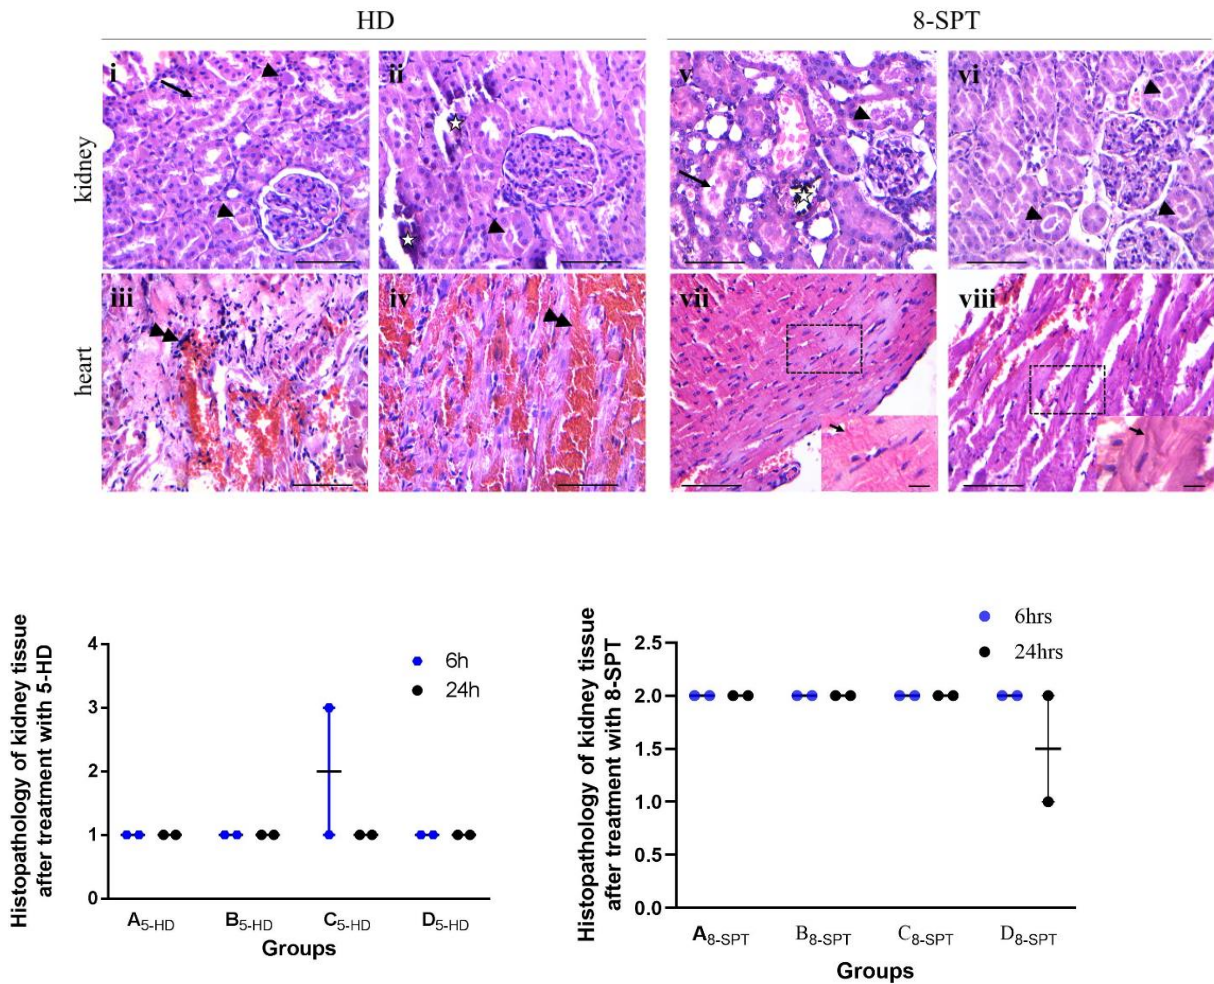 HD
8-SPT
kidney
i
ii
v
vi
heart
iii
iv
vii
viii
Histopathology of kidney tissue
after treatment with 5-HD
4
3
2
1
0
6h
24h
A5-HD
B5-HD
C5-HD
D5-HD
Groups
Histopathology of kidney tissue
after treatment with 8-SPT
2.5
2.0
1.5
1.0
0.5
0.0
6hrs
24hrs
A8-SPT
B8-SPT
C8-SPT
D8-SPT
Groups